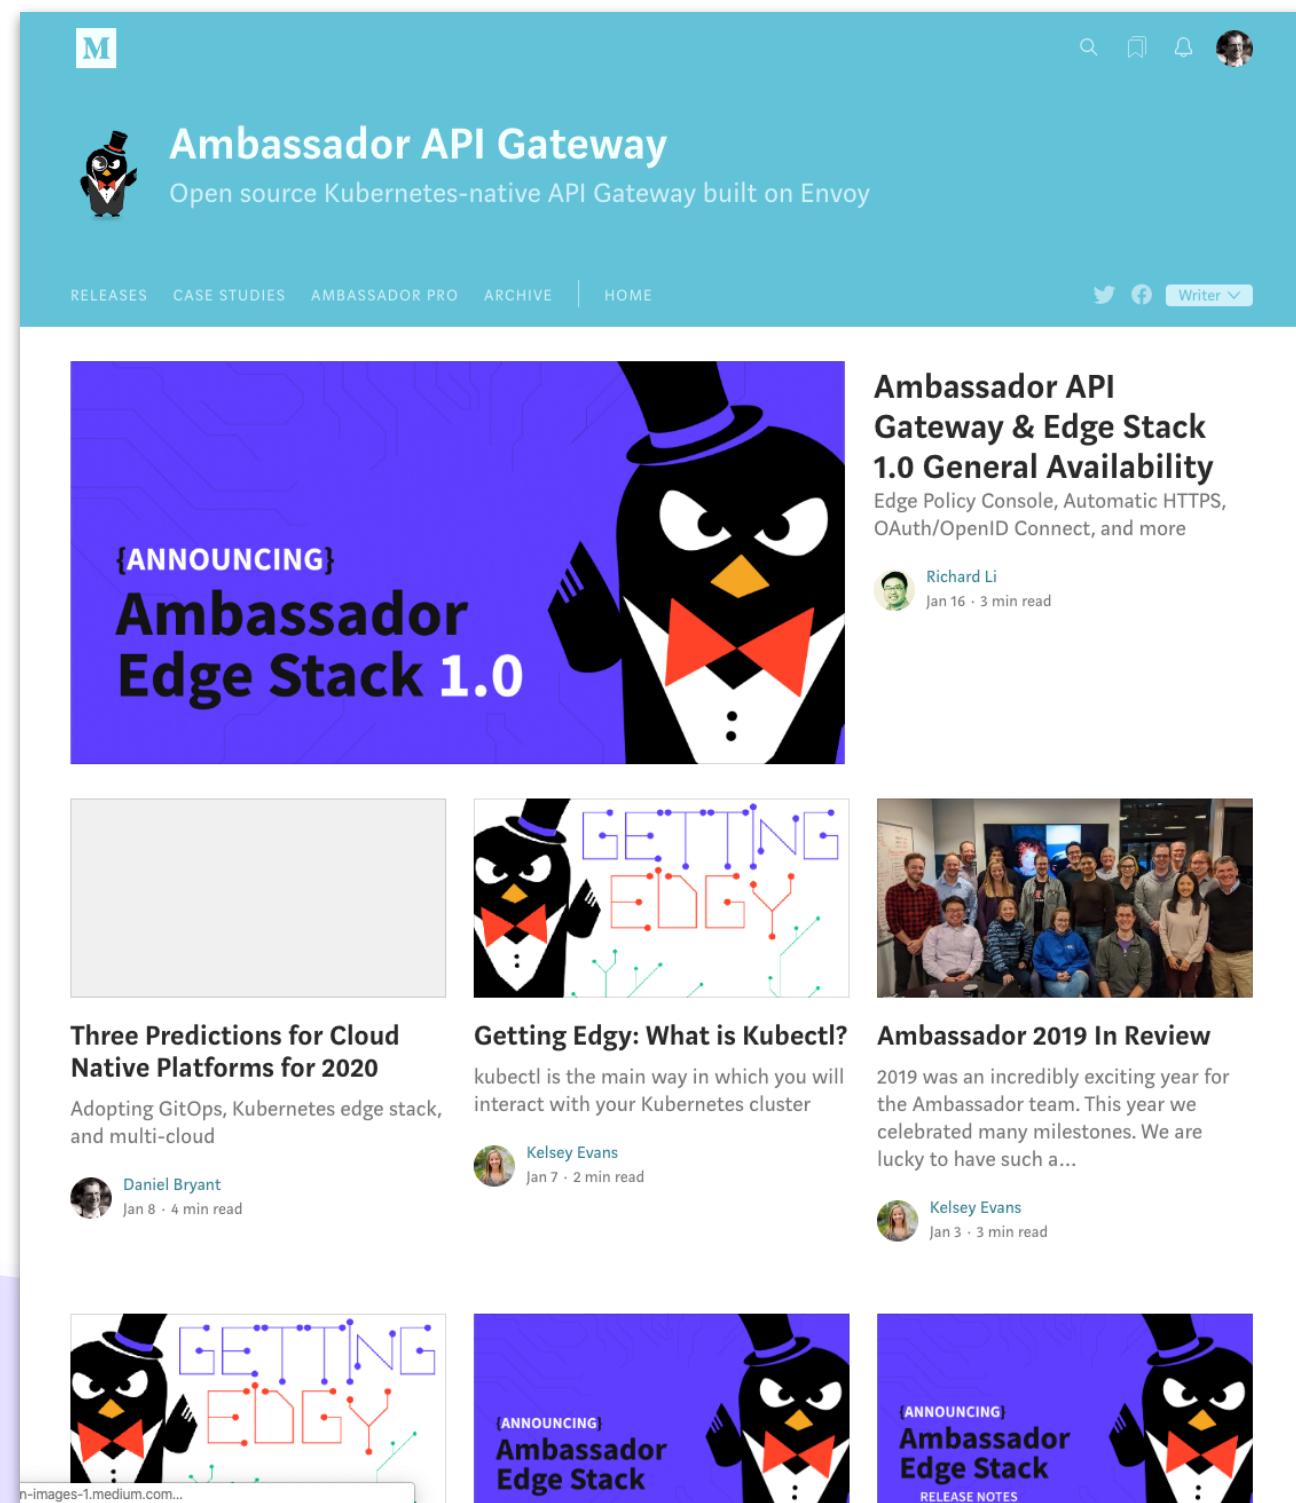 M
Ambassador API Gateway
Open source Kubernetes-native API Gateway built on Envoy
RELEASES CASE STUDIES AMBASSADOR PRO ARCHIVE HOME
Writer
{ANNOUNCING}
Ambassador
Edge Stack 1.0
Ambassador API
Gateway & Edge Stack
1.0 General Availability
Edge Policy Console, Automatic HTTPS,
OAuth/OpenID Connect, and more
Richard Li
Jan 16 · 3 min read
Three Predictions for Cloud
Native Platforms for 2020
Adopting GitOps, Kubernetes edge stack,
and multi-cloud
Daniel Bryant
Jan 8 · 4 min read
GETTING
EDGY
Getting Edgy: What is Kubectl?
kubectl is the main way in which you will
interact with your Kubernetes cluster
Kelsey Evans
Jan 7 · 2 min read
Ambassador 2019 In Review
2019 was an incredibly exciting year for
the Ambassador team. This year we
celebrated many milestones. We are
lucky to have such a…
Kelsey Evans
Jan 3 · 3 min read
GETTING
EDGY
{ANNOUNCING}
Ambassador
Edge Stack
{ANNOUNCING}
Ambassador
Edge Stack
RELEASE NOTES
n-images-1.medium.com...